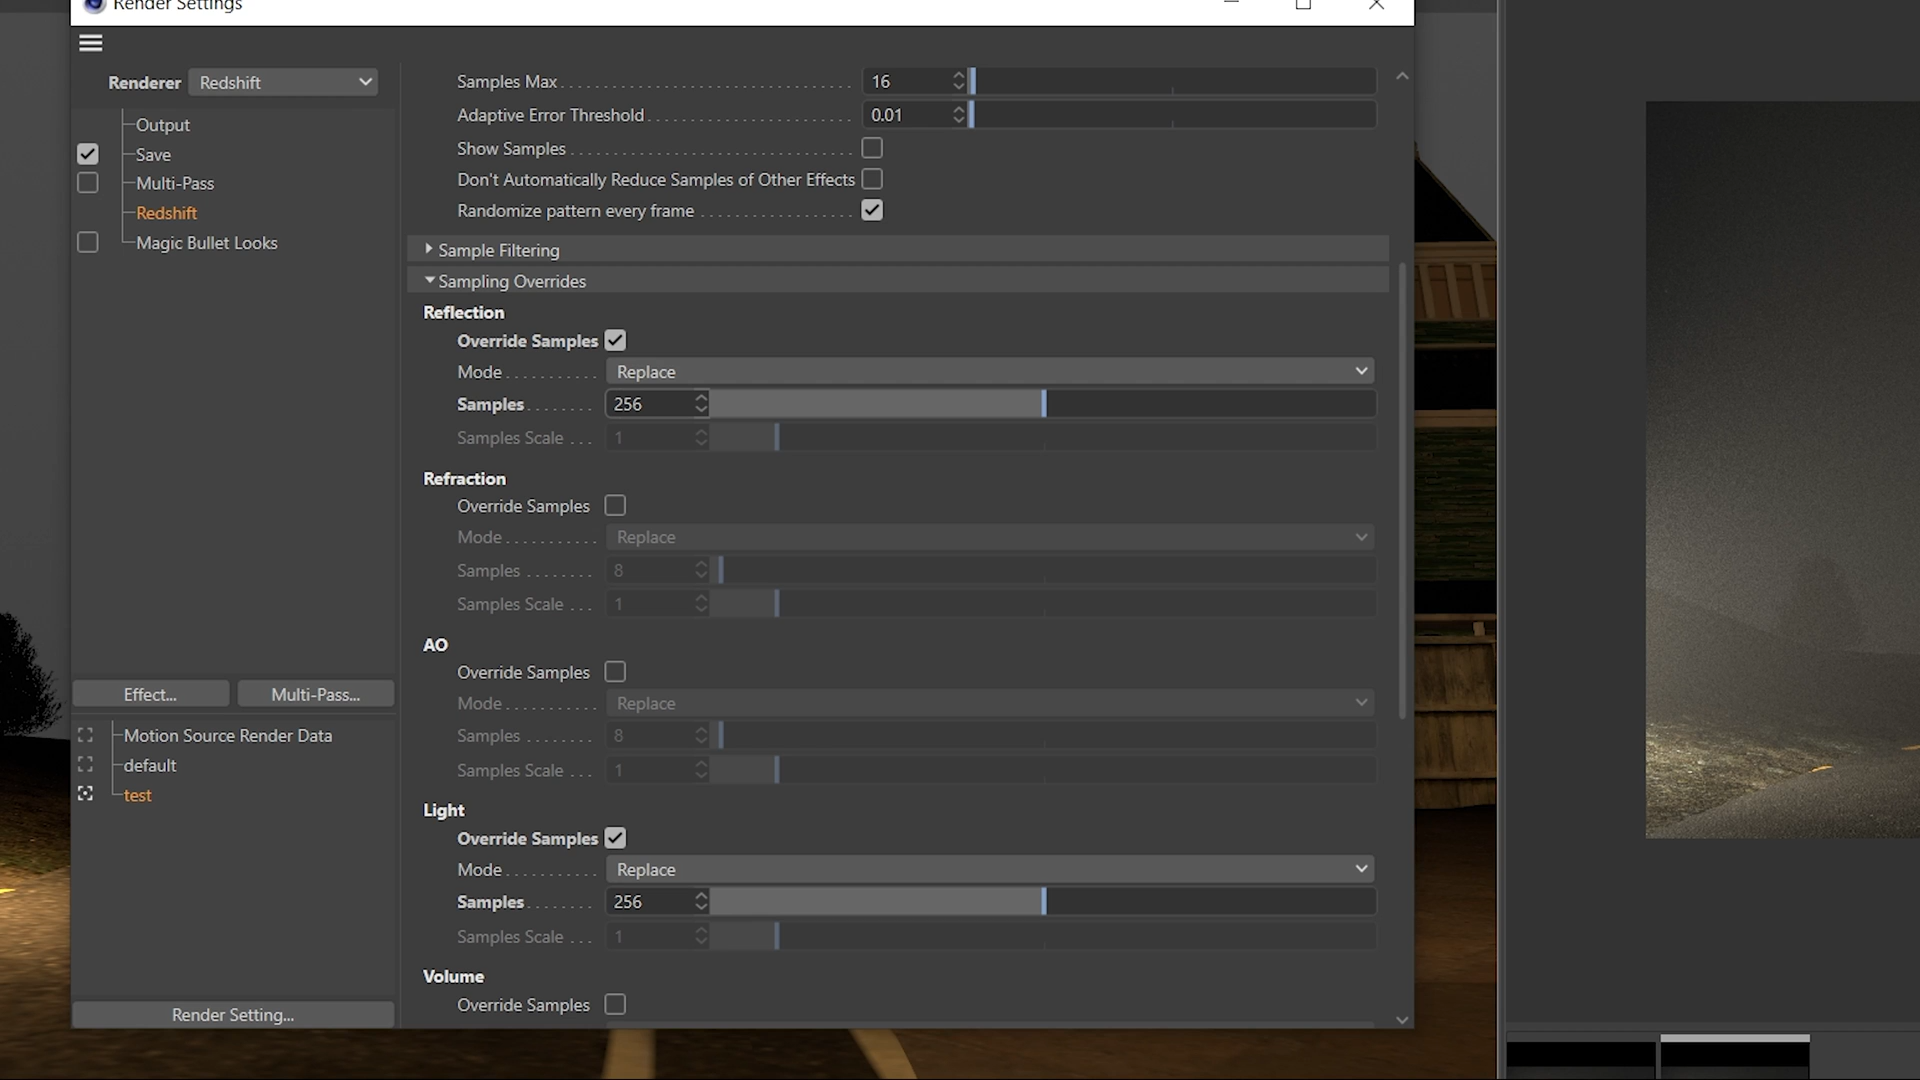 Render Settings
Renderer Redshift
Output
Save
Multi-Pass
Redshift
Magic Bullet Looks
Effect...
Multi-Pass...
Motion Source Render Data
default
test
Render Setting...
Samples Max 16
Adaptive Error Threshold 0.01
Show Samples
Don't Automatically Reduce Samples of Other Effects
Randomize pattern every frame
Sample Filtering
Sampling Overrides
Reflection
Override Samples
Mode Replace
Samples 256
Samples Scale 1
Refraction
Override Samples
Mode Replace
Samples 8
Samples Scale 1
AO
Override Samples
Mode Replace
Samples 8
Samples Scale 1
Light
Override Samples
Mode Replace
Samples 256
Samples Scale 1
Volume
Override Samples